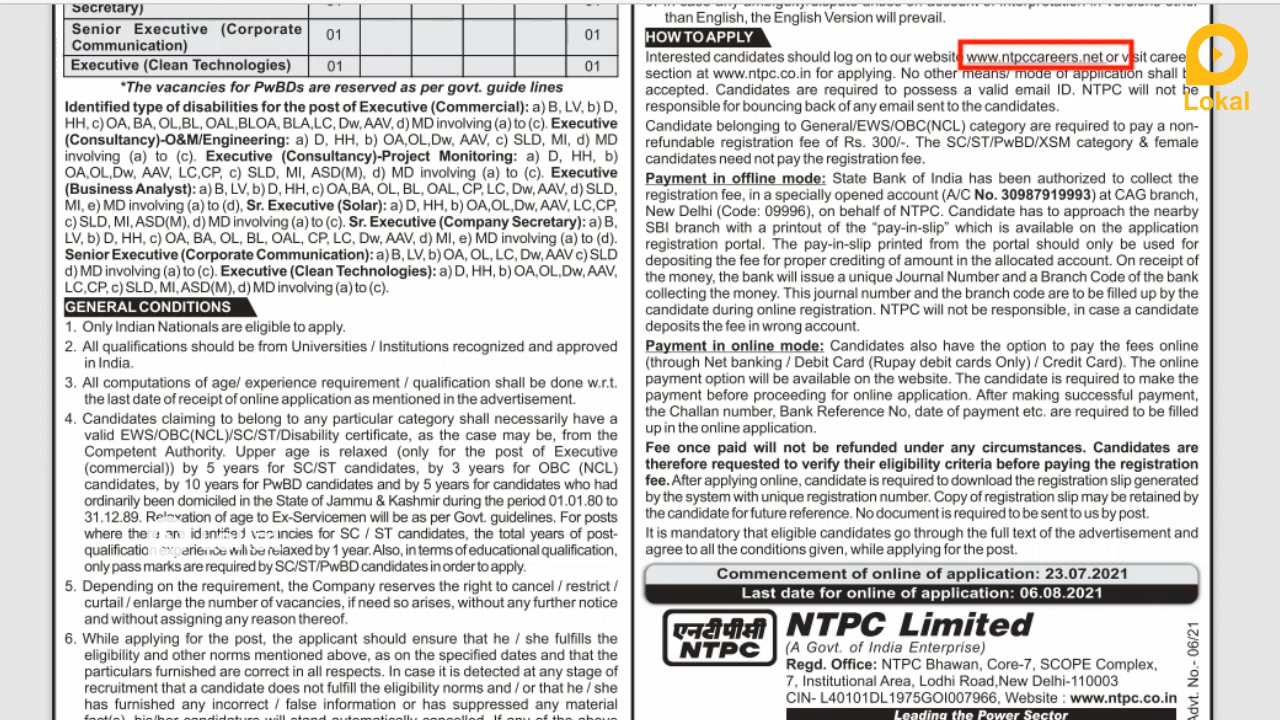 Secretary)
Senior Executive (Corporate Communication) 01 01
Executive (Clean Technologies) 01 01
*The vacancies for PwBDs are reserved as per govt. guide lines
Identified type of disabilities for the post of Executive (Commercial): a) B, LV, b) D,
HH, c) OA, BA, OL,BL, OAL,BLOA, BLA,LC, Dw, AAV, d) MD involving (a) to (c). Executive
(Consultancy)-O&M/Engineering: a) D, HH, b) OA,OL,Dw, AAV, c) SLD, MI, d) MD
involving (a) to (c). Executive (Consultancy)-Project Monitoring: a) D, HH, b)
OA,OL,Dw, AAV, LC,CP, c) SLD, MI, ASD(M), d) MD involving (a) to (c). Executive
(Business Analyst): a) B, LV, b) D, HH, c) OA,BA, OL, BL, OAL, CP, LC, Dw, AAV, d) SLD,
MI, e) MD involving (a) to (d). Sr. Executive (Solar): a) D, HH, b) OA,OL,Dw, AAV, LC,CP,
c) SLD, MI, ASD(M), d) MD involving (a) to (c). Sr. Executive (Company Secretary): a) B,
LV, b) D, HH, c) OA, BA, OL, BL, OAL, CP, LC, Dw, AAV, d) MI, e) MD involving (a) to (d).
Senior Executive (Corporate Communication): a) B, LV, b) OA, OL, LC, Dw, AAV c) SLD
d) MD involving (a) to (c). Executive (Clean Technologies): a) D, HH, b) OA,OL,Dw, AAV,
LC,CP, c) SLD, MI, ASD(M), d) MD involving (a) to (c).
GENERAL CONDITIONS
1. Only Indian Nationals are eligible to apply.
2. All qualifications should be from Universities / Institutions recognized and approved
in India.
3. All computations of age/ experience requirement / qualification shall be done w.r.t.
the last date of receipt of online application as mentioned in the advertisement.
4. Candidates claiming to belong to any particular category shall necessarily have a
valid EWS/OBC(NCL)/SC/ST/Disability certificate, as the case may be, from the
Competent Authority. Upper age is relaxed (only for the post of Executive
(commercial)) by 5 years for SC/ST candidates, by 3 years for OBC (NCL)
candidates, by 10 years for PwBD candidates and by 5 years for candidates who had
ordinarily been domiciled in the State of Jammu & Kashmir during the period 01.01.80 to
31.12.89. Relaxation of age to Ex-Servicemen will be as per Govt. guidelines. For posts
where the identified vacancies for SC / ST candidates, the total years of post-
qualification experience will be relaxed by 1 year. Also, in terms of educational qualification,
only pass marks are required by SC/ST/PwBD candidates in order to apply.
5. Depending on the requirement, the Company reserves the right to cancel / restrict /
curtail / enlarge the number of vacancies, if need so arises, without any further notice
and without assigning any reason thereof.
6. While applying for the post, the applicant should ensure that he / she fulfills the
eligibility and other norms mentioned above, as on the specified dates and that the
particulars furnished are correct in all respects. In case it is detected at any stage of
recruitment that a candidate does not fulfill the eligibility norms and / or that he / she
has furnished any incorrect / false information or has suppressed any material
fact(s), his/her candidature will stand automatically cancelled. If any of the above
than English, the English Version will prevail.
HOW TO APPLY
Interested candidates should log on to our website www.ntpccareers.net or visit career
section at www.ntpc.co.in for applying. No other means/ mode of application shall be
accepted. Candidates are required to possess a valid email ID. NTPC will not be
responsible for bouncing back of any email sent to the candidates.
Candidate belonging to General/EWS/OBC(NCL) category are required to pay a non-
refundable registration fee of Rs. 300/-. The SC/ST/PwBD/XSM category & female
candidates need not pay the registration fee.
Payment in offline mode: State Bank of India has been authorized to collect the
registration fee, in a specially opened account (A/C No. 30987919993) at CAG branch,
New Delhi (Code: 09996), on behalf of NTPC. Candidate has to approach the nearby
SBI branch with a printout of the “pay-in-slip” which is available on the application
registration portal. The pay-in-slip printed from the portal should only be used for
depositing the fee for proper crediting of amount in the allocated account. On receipt of
the money, the bank will issue a unique Journal Number and a Branch Code of the bank
collecting the money. This journal number and the branch code are to be filled up by the
candidate during online registration. NTPC will not be responsible, in case a candidate
deposits the fee in wrong account.
Payment in online mode: Candidates also have the option to pay the fees online
(through Net banking / Debit Card (Rupay debit cards Only) / Credit Card). The online
payment option will be available on the website. The candidate is required to make the
payment before proceeding for online application. After making successful payment,
the Challan number, Bank Reference No, date of payment etc. are required to be filled
up in the online application.
Fee once paid will not be refunded under any circumstances. Candidates are
therefore requested to verify their eligibility criteria before paying the registration
fee. After applying online, candidate is required to download the registration slip generated
by the system with unique registration number. Copy of registration slip may be retained by
the candidate for future reference. No document is required to be sent to us by post.
It is mandatory that eligible candidates go through the full text of the advertisement and
agree to all the conditions given, while applying for the post.
Commencement of online of application: 23.07.2021
Last date for online of application: 06.08.2021
एनटीपीसी
NTPC
NTPC Limited
(A Govt. of India Enterprise)
Regd. Office: NTPC Bhawan, Core-7, SCOPE Complex,
7, Institutional Area, Lodhi Road,New Delhi-110003
CIN- L40101DL1975GOI007966, Website : www.ntpc.co.in
Leading the Power Sector
Advt. No.- 06/21
Lokal